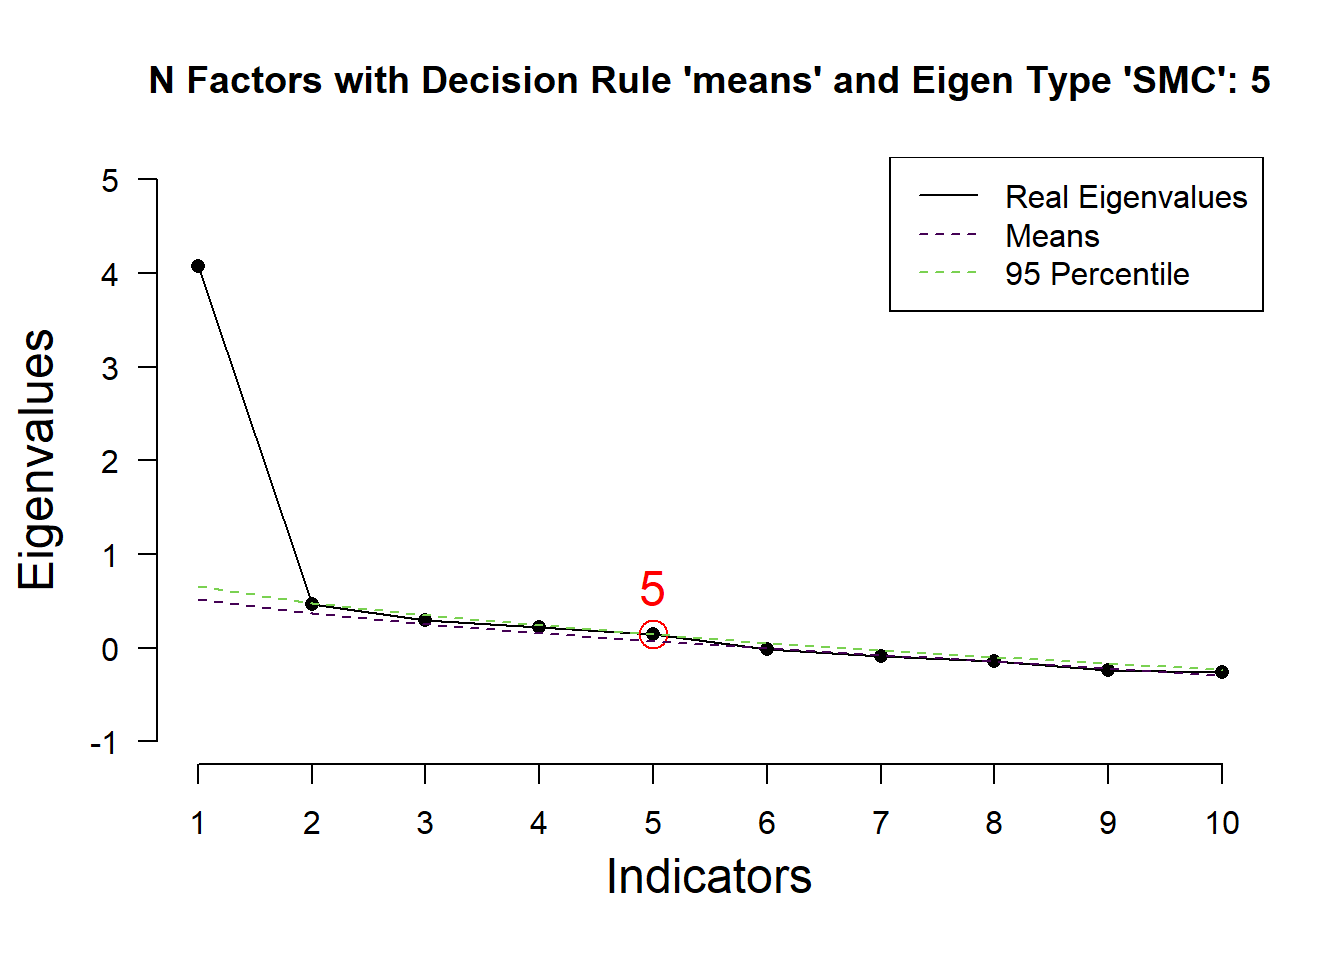 N Factors with Decision Rule 'means' and Eigen Type 'SMC': 5
Real Eigenvalues
Means
95 Percentile
Eigenvalues
5
4
3
2
1
0
-1
5
1 2 3 4 5 6 7 8 9 10
Indicators